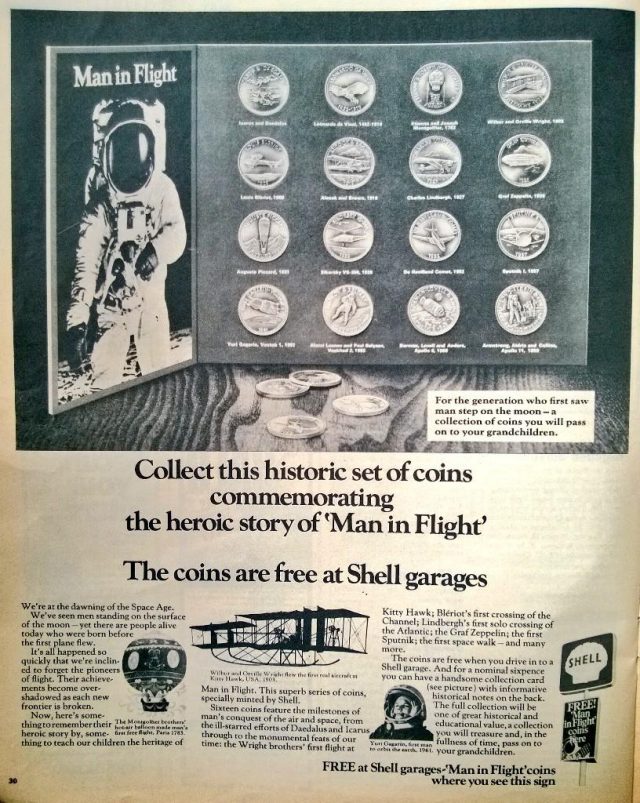 Man in Flight
Icarus and Daedalus
Leonardo da Vinci, 1452-1519
Etienne and Joseph
Montgolfier, 1783
Wilbur and Orville Wright, 1903
Louis Bleriot, 1909
Alcock and Brown, 1919
Charles Lindbergh, 1927
Graf Zeppelin,
Auguste Piccard, 1931
Sikorsky VS-300, 1939
De Havilland Comet, 1952
Sputnik 1, 1957
Yuri Gagarin, Vostok 1, 1961
Alexei Leonov and Pavel Belyaev,
Voskhod 2, 1965
Borman, Lovell and Anders,
Apollo 8, 1968
Armstrong, Aldrin and Collins,
Apollo 11, 1969
For the generation who first saw
man step on the moon – a
collection of coins you will pass
on to your grandchildren.
Collect this historic set of coins
commemorating
the heroic story of ‘Man in Flight’
The coins are free at Shell garages
We're at the dawning of the Space Age.
We've seen men standing on the surface
of the moon – yet there are people alive
today who were born before
the first plane flew.
It's all happened so
quickly that we're inclin-
ed to forget the pioneers
of flight. Their achieve-
ments become over-
shadowed as each new
frontier is broken.
Now, here's some-
thing to remember their
heroic story by, some-
thing to teach our children the heritage of
The Montgolfier brothers'
hot-air balloon made man's
first free flight, Paris 1783.
Wilbur and Orville Wright flew the first real aircraft at
Kitty Hawk, USA, 1903.
Man in Flight. This superb series of coins,
specially minted by Shell.
Sixteen coins feature the milestones of
man's conquest of the air and space, from
the ill-starred efforts of Daedalus and Icarus
through to the monumental fears of our
time: the Wright brothers' first flight at
Kitty Hawk; Blériot's first crossing of the
Channel; Lindbergh's first solo crossing of
the Atlantic; the Graf Zeppelin; the first
Sputnik; the first space walk – and many
more.
The coins are free when you drive in to a
Shell garage. And for a nominal sixpence
you can have a handsome collection card
(see picture) with informative
historical notes on the back.
The full collection will be
one of great historical and
educational value, a collection
you will treasure and, in the
fullness of time, pass on to
your grandchildren.
Yuri Gagarin, first man
to orbit the earth, 1961.
SHELL
FREE!
'Man
in Flight'
coins
here
FREE at Shell garages–'Man in Flight' coins
where you see this sign
30